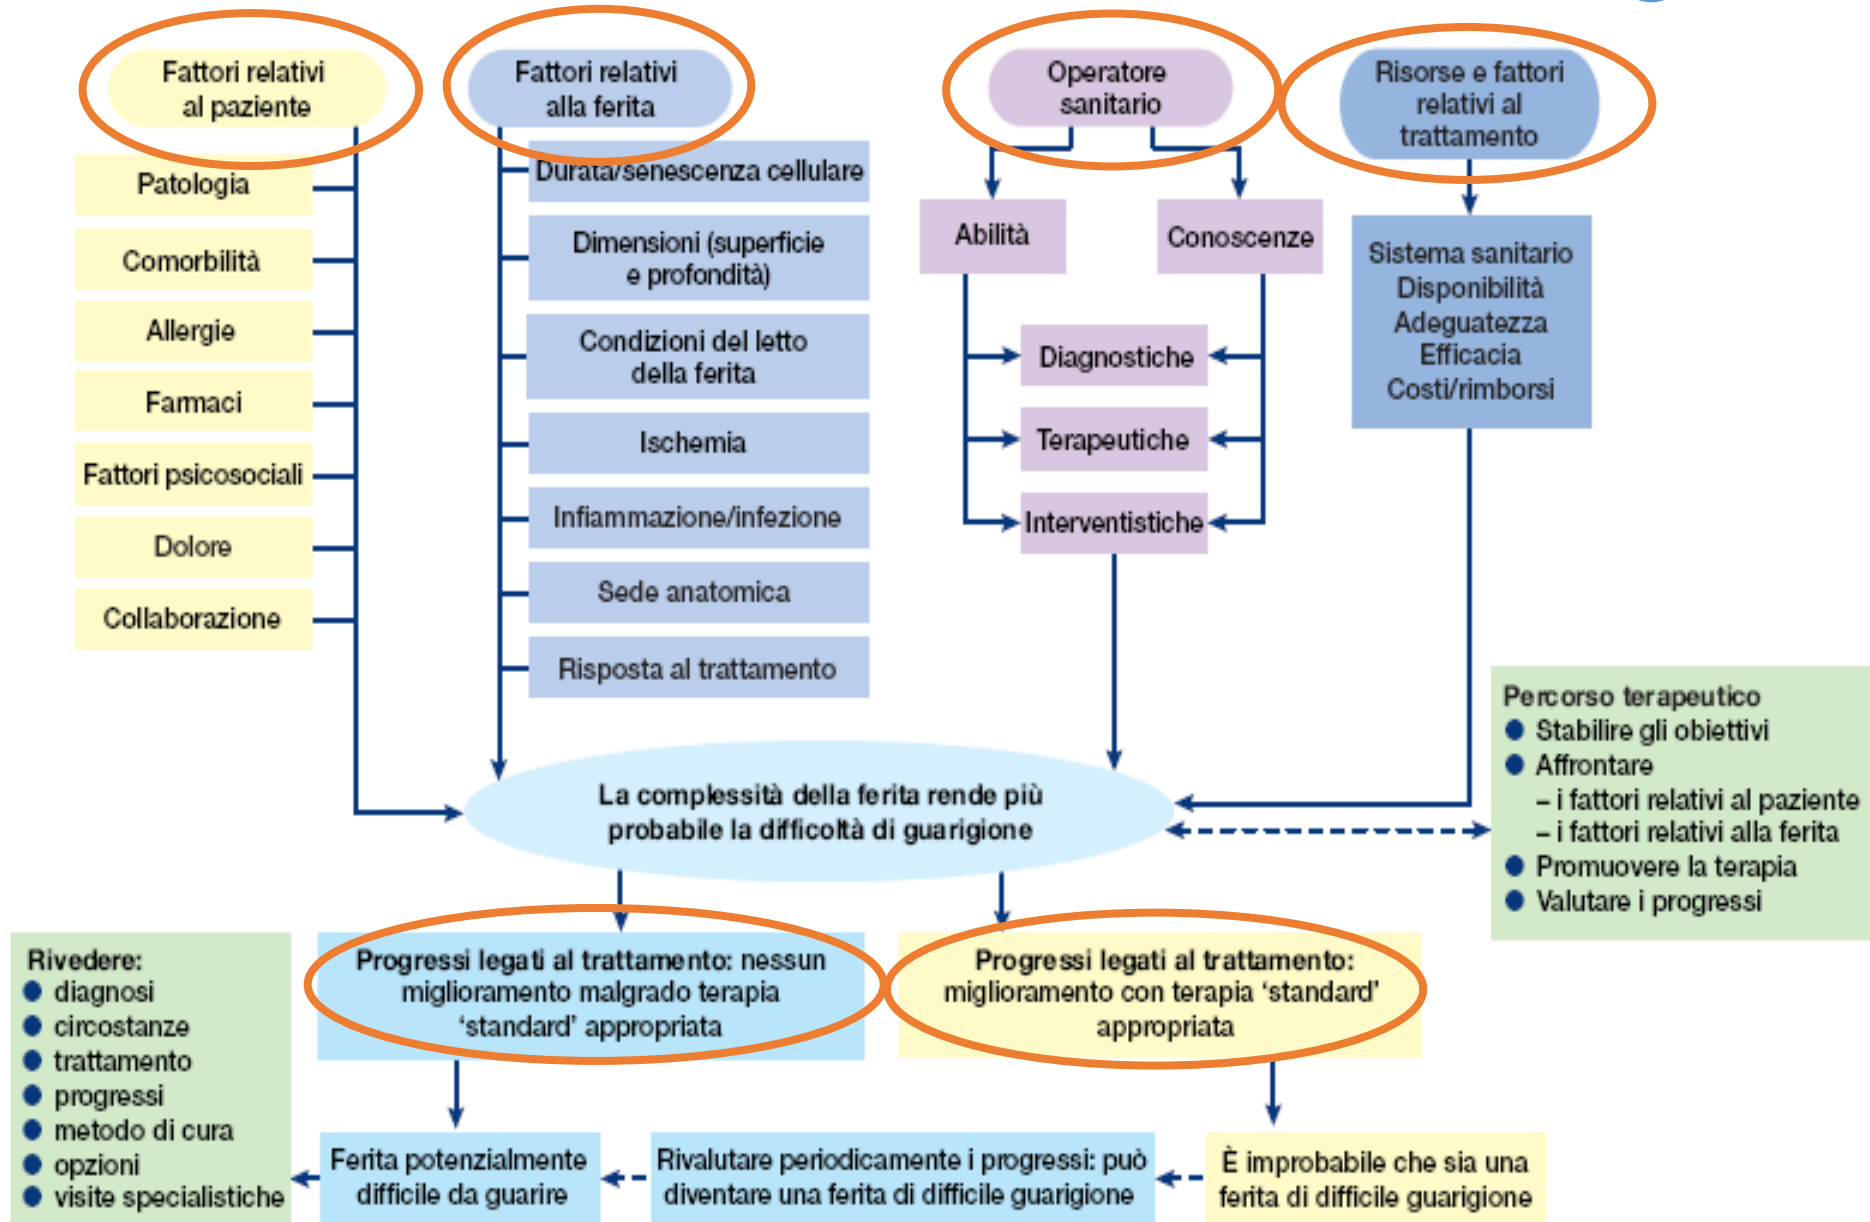 Fattori relativi
al paziente
Patologia
Comorbilità
Allergie
Farmaci
Fattori psicosociali
Dolore
Collaborazione
Fattori relativi
alla ferita
Durata/senescenza cellulare
Dimensioni (superficie
e profondità)
Condizioni del letto
della ferita
Ischemia
Infiammazione/infezione
Sede anatomica
Risposta al trattamento
Operatore
sanitario
Abilità
Conoscenze
Diagnostiche
Terapeutiche
Interventistiche
Risorse e fattori
relativi al
trattamento
Sistema sanitario
Disponibilità
Adeguatezza
Efficacia
Costi/rimborsi
La complessità della ferita rende più
probabile la difficoltà di guarigione
Percorso terapeutico
● Stabilire gli obiettivi
● Affrontare
– i fattori relativi al paziente
– i fattori relativi alla ferita
● Promuovere la terapia
● Valutare i progressi
Progressi legati al trattamento: nessun
miglioramento malgrado terapia
‘standard’ appropriata
Progressi legati al trattamento:
miglioramento con terapia ‘standard’
appropriata
Rivedere:
● diagnosi
● circostanze
● trattamento
● progressi
● metodo di cura
● opzioni
● visite specialistiche
Ferita potenzialmente
difficile da guarire
Rivalutare periodicamente i progressi: può
diventare una ferita di difficile guarigione
È improbabile che sia una
ferita di difficile guarigione